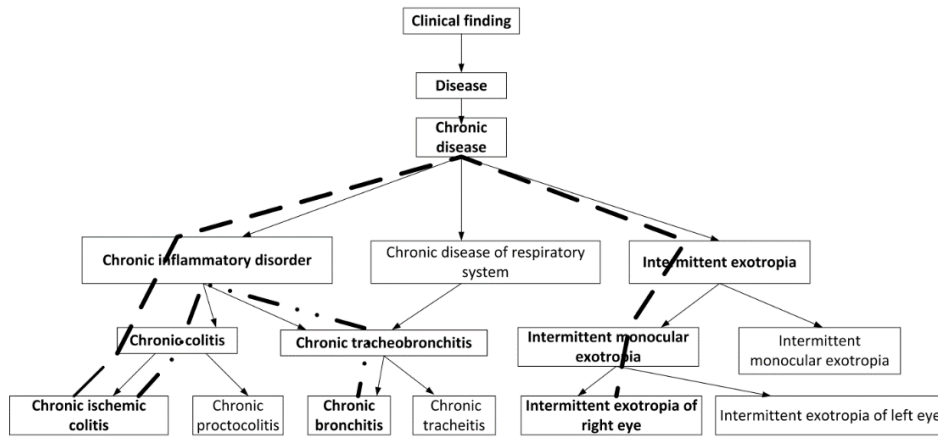 Clinical finding
Disease
Chronic
disease
Chronic inflammatory disorder
Chronic disease of respiratory
system
Intermittent exotropia
Chronic colitis
Chronic tracheobronchitis
Intermittent monocular
exotropia
Intermittent
monocular exotropia
Chronic ischemic
colitis
Chronic
proctocolitis
Chronic
bronchitis
Chronic
tracheitis
Intermittent exotropia of
right eye
Intermittent exotropia of left eye